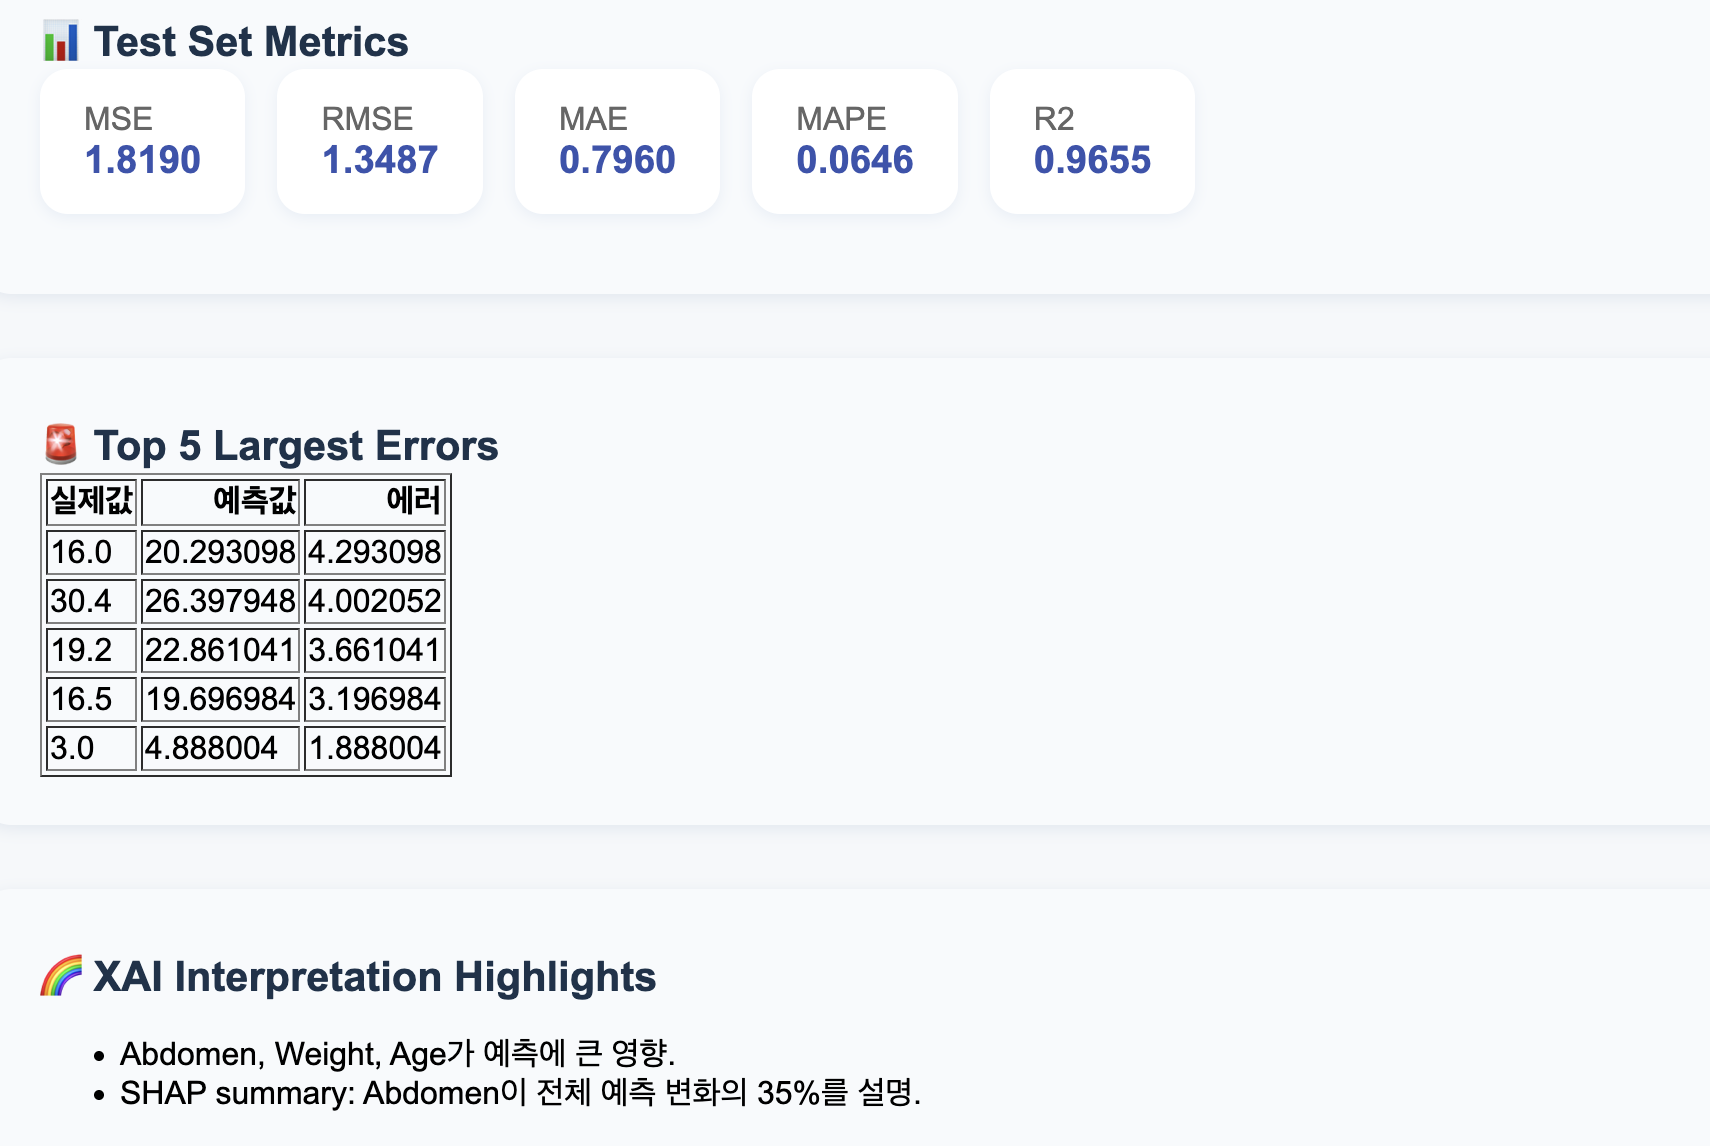 📊 Test Set Metrics
MSE RMSE MAE MAPE R2
1.8190 1.3487 0.7960 0.0646 0.9655
🚨 Top 5 Largest Errors
실제값 예측값 에러
16.0 20.293098 4.293098
30.4 26.397948 4.002052
19.2 22.861041 3.661041
16.5 19.696984 3.196984
3.0 4.888004 1.888004
🌈 XAI Interpretation Highlights
• Abdomen, Weight, Age가 예측에 큰 영향.
• SHAP summary: Abdomen이 전체 예측 변화의 35%를 설명.